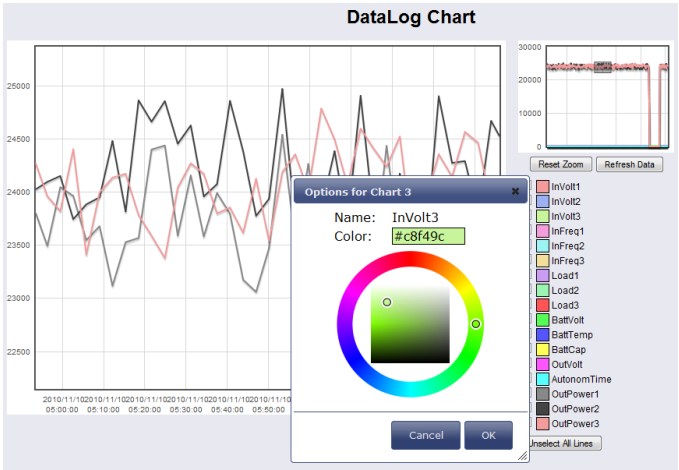 DataLog Chart
25000
24500
24000
23500
23000
22500
2010/11/10 2010/11/10 2010/11/10 2010/11/10 2010/11/10 2010/11/10
05:00:00 05:10:00 05:20:00 05:30:00 05:40:00 05:50:00
30000
20000
10000
0
Reset Zoom Refresh Data
InVolt1
InVolt2
InVolt3
InFreq1
InFreq2
InFreq3
Load1
Load2
Load3
BattVolt
BattTemp
BattCap
OutVolt
AutonomTime
OutPower1
OutPower2
OutPower3
Unselect All Lines
Options for Chart 3
Name: InVolt3
Color: #c8f49c
Cancel OK